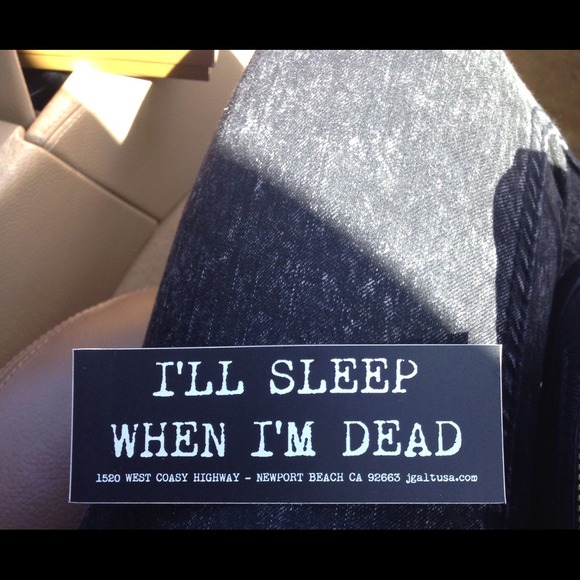 I'LL SLEEP
WHEN I'M DEAD
1520 WEST COASY HIGHWAY - NEWPORT BEACH CA 92663 jgaltusa.com